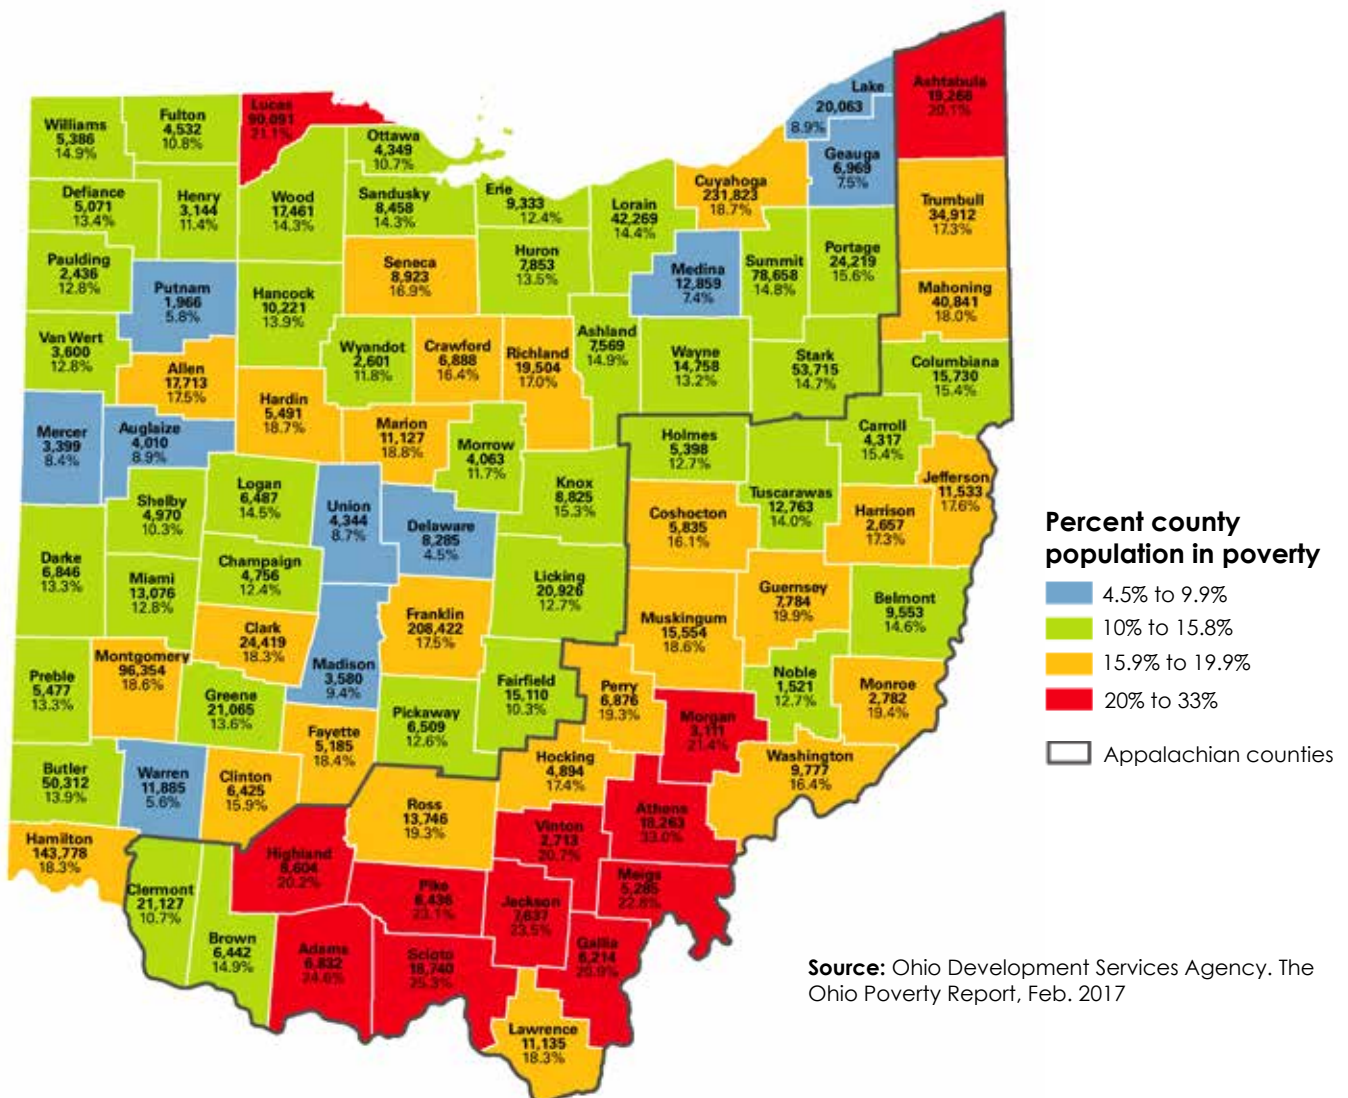 Lake
20,063
8.9%
Ashtabula
19,266
20.1%
Williams
5,386
14.9%
Fulton
4,532
10.8%
Lucas
90,091
21.1%
Ottawa
4,349
10.7%
Geauga
6,969
7.5%
Defiance
5,071
13.4%
Henry
3,144
11.4%
Wood
17,461
14.3%
Sandusky
8,458
14.3%
Erie
9,333
12.4%
Lorain
42,269
14.4%
Cuyahoga
231,823
18.7%
Trumbull
34,912
17.3%
Paulding
2,436
12.8%
Putnam
1,966
5.8%
Hancock
10,221
13.9%
Seneca
8,923
16.9%
Huron
7,853
13.5%
Medina
12,859
7.4%
Summit
78,658
14.8%
Portage
24,219
15.6%
Mahoning
40,841
18.0%
Van Wert
3,600
12.8%
Allen
17,713
17.5%
Wyandot
2,601
11.8%
Crawford
6,888
16.4%
Richland
19,504
17.0%
Ashland
7,569
14.9%
Wayne
14,758
13.2%
Stark
53,715
14.7%
Columbiana
15,730
15.4%
Mercer
3,399
8.4%
Auglaize
4,010
8.9%
Hardin
5,491
18.7%
Marion
11,127
18.8%
Morrow
4,063
11.7%
Holmes
5,398
12.7%
Carroll
4,317
15.4%
Jefferson
11,533
17.6%
Shelby
4,970
10.3%
Logan
6,487
14.5%
Union
4,344
8.7%
Delaware
8,285
4.5%
Knox
8,825
15.3%
Coshocton
5,835
16.1%
Tuscarawas
12,763
14.0%
Harrison
2,657
17.3%
Darke
6,846
13.3%
Miami
13,076
12.8%
Champaign
4,756
12.4%
Licking
20,926
12.7%
Guernsey
7,784
19.9%
Belmont
9,553
14.6%
Clark
24,419
18.3%
Franklin
208,422
17.5%
Muskingum
15,554
18.6%
Preble
5,477
13.3%
Montgomery
96,354
18.6%
Greene
21,065
13.6%
Madison
3,580
9.4%
Pickaway
6,509
12.6%
Fairfield
15,110
10.3%
Perry
6,876
19.3%
Morgan
3,111
21.4%
Noble
1,521
12.7%
Monroe
2,782
19.4%
Butler
50,312
13.9%
Warren
11,885
5.6%
Clinton
6,425
15.9%
Fayette
5,185
18.4%
Hocking
4,894
17.4%
Washington
9,777
16.4%
Hamilton
143,778
18.3%
Ross
13,746
19.3%
Vinton
2,713
20.7%
Athens
18,263
33.0%
Clermont
21,127
10.7%
Highland
8,604
20.2%
Pike
6,436
23.1%
Jackson
7,637
23.5%
Meigs
5,285
22.8%
Brown
6,442
14.9%
Adams
6,832
24.6%
Scioto
18,740
25.3%
Gallia
6,214
20.9%
Lawrence
11,135
18.3%
Percent county
population in poverty
4.5% to 9.9%
10% to 15.8%
15.9% to 19.9%
20% to 33%
Appalachian counties
Source: Ohio Development Services Agency. The
Ohio Poverty Report, Feb. 2017